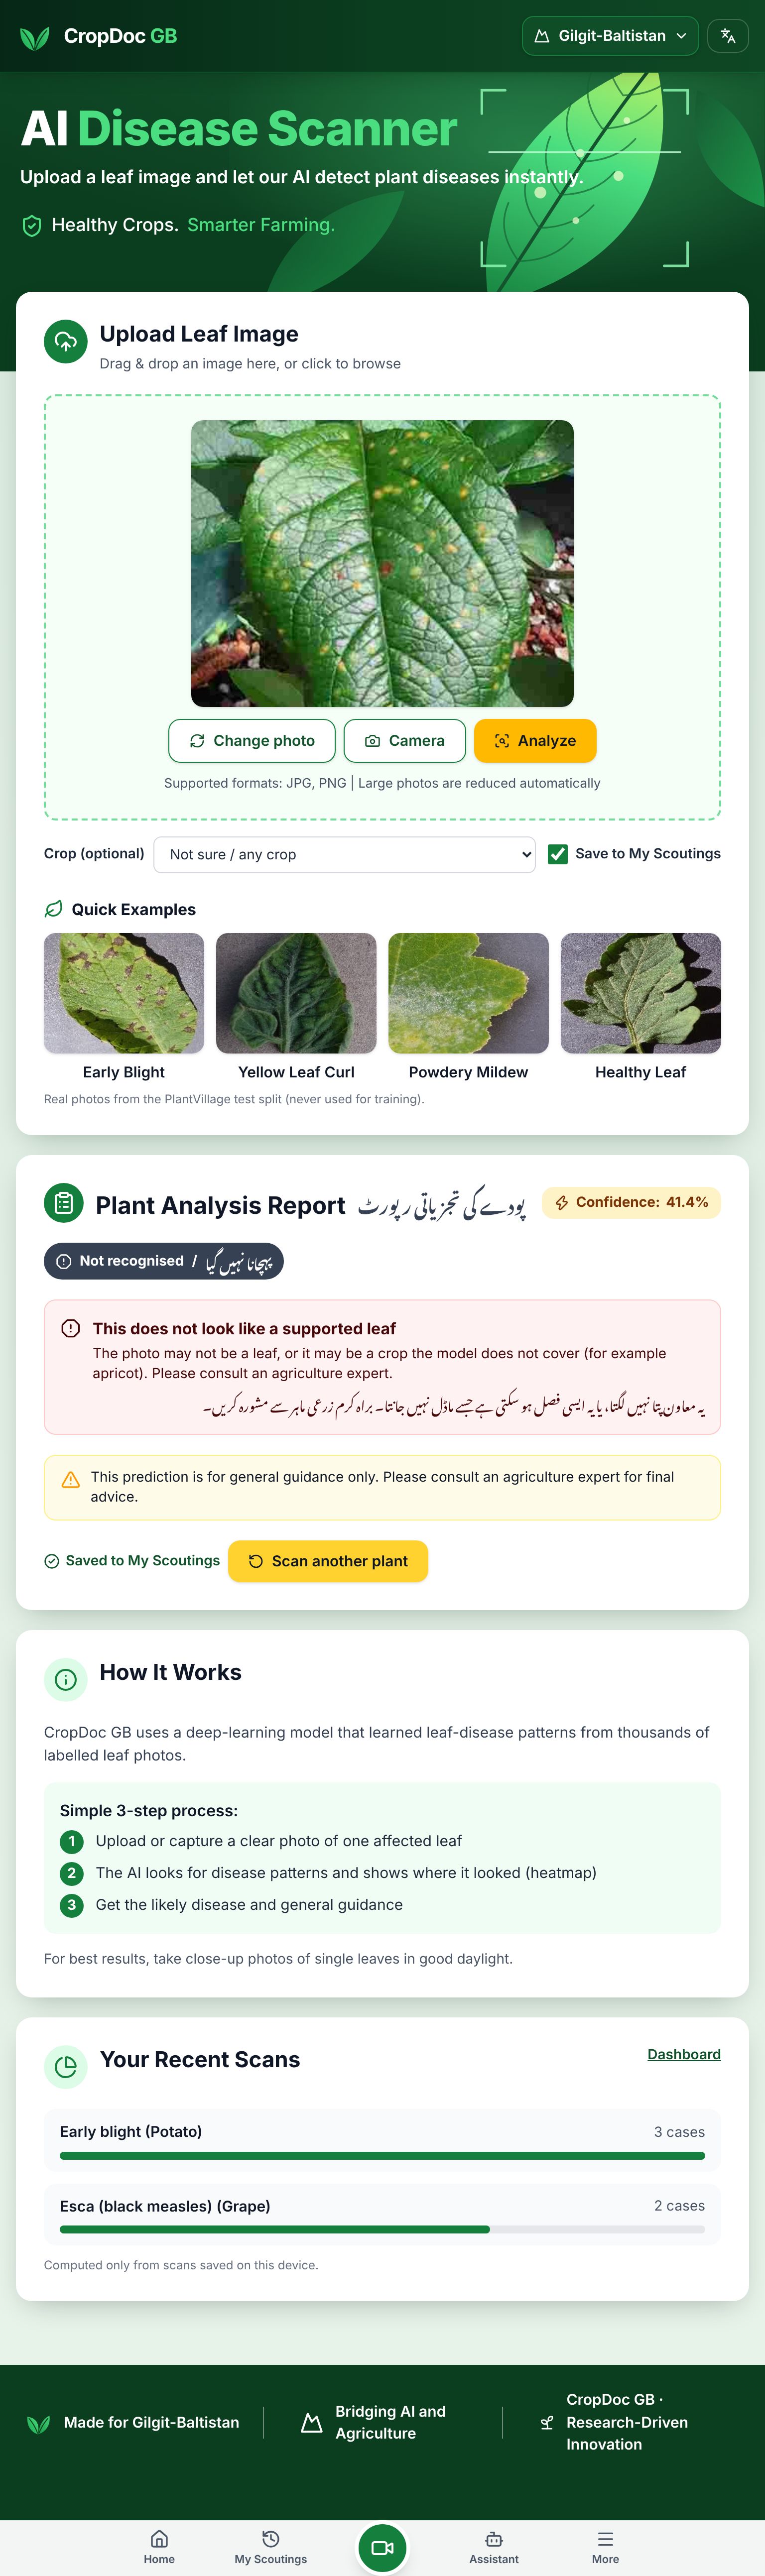 CropDoc GB
Gilgit-Baltistan
AI Disease Scanner
Upload a leaf image and let our AI detect plant diseases instantly.
Healthy Crops. Smarter Farming.
Upload Leaf Image
Drag & drop an image here, or click to browse
Change photo
Camera
Analyze
Supported formats: JPG, PNG | Large photos are reduced automatically
Crop (optional)
Not sure / any crop
Save to My Scoutings
Quick Examples
Early Blight
Yellow Leaf Curl
Powdery Mildew
Healthy Leaf
Real photos from the PlantVillage test split (never used for training).
Plant Analysis Report پودے کی تجزیاتی رپورٹ
Confidence: 41.4%
Not recognised / پہچانا نہیں گیا
This does not look like a supported leaf
The photo may not be a leaf, or it may be a crop the model does not cover (for example
apricot). Please consult an agriculture expert.
یہ معاون پتا نہیں لگتا، یا یہ ایسی فصل ہو سکتی ہے جسے ماڈل نہیں جانتا۔ براہ کرم زرعی ماہر سے مشورہ کریں۔
This prediction is for general guidance only. Please consult an agriculture expert for final
advice.
Saved to My Scoutings
Scan another plant
How It Works
CropDoc GB uses a deep-learning model that learned leaf-disease patterns from thousands of
labelled leaf photos.
Simple 3-step process:
1 Upload or capture a clear photo of one affected leaf
2 The AI looks for disease patterns and shows where it looked (heatmap)
3 Get the likely disease and general guidance
For best results, take close-up photos of single leaves in good daylight.
Your Recent Scans
Dashboard
Early blight (Potato)
3 cases
Esca (black measles) (Grape)
2 cases
Computed only from scans saved on this device.
Made for Gilgit-Baltistan
Bridging AI and
Agriculture
CropDoc GB ·
Research-Driven
Innovation
Home
My Scoutings
Assistant
More